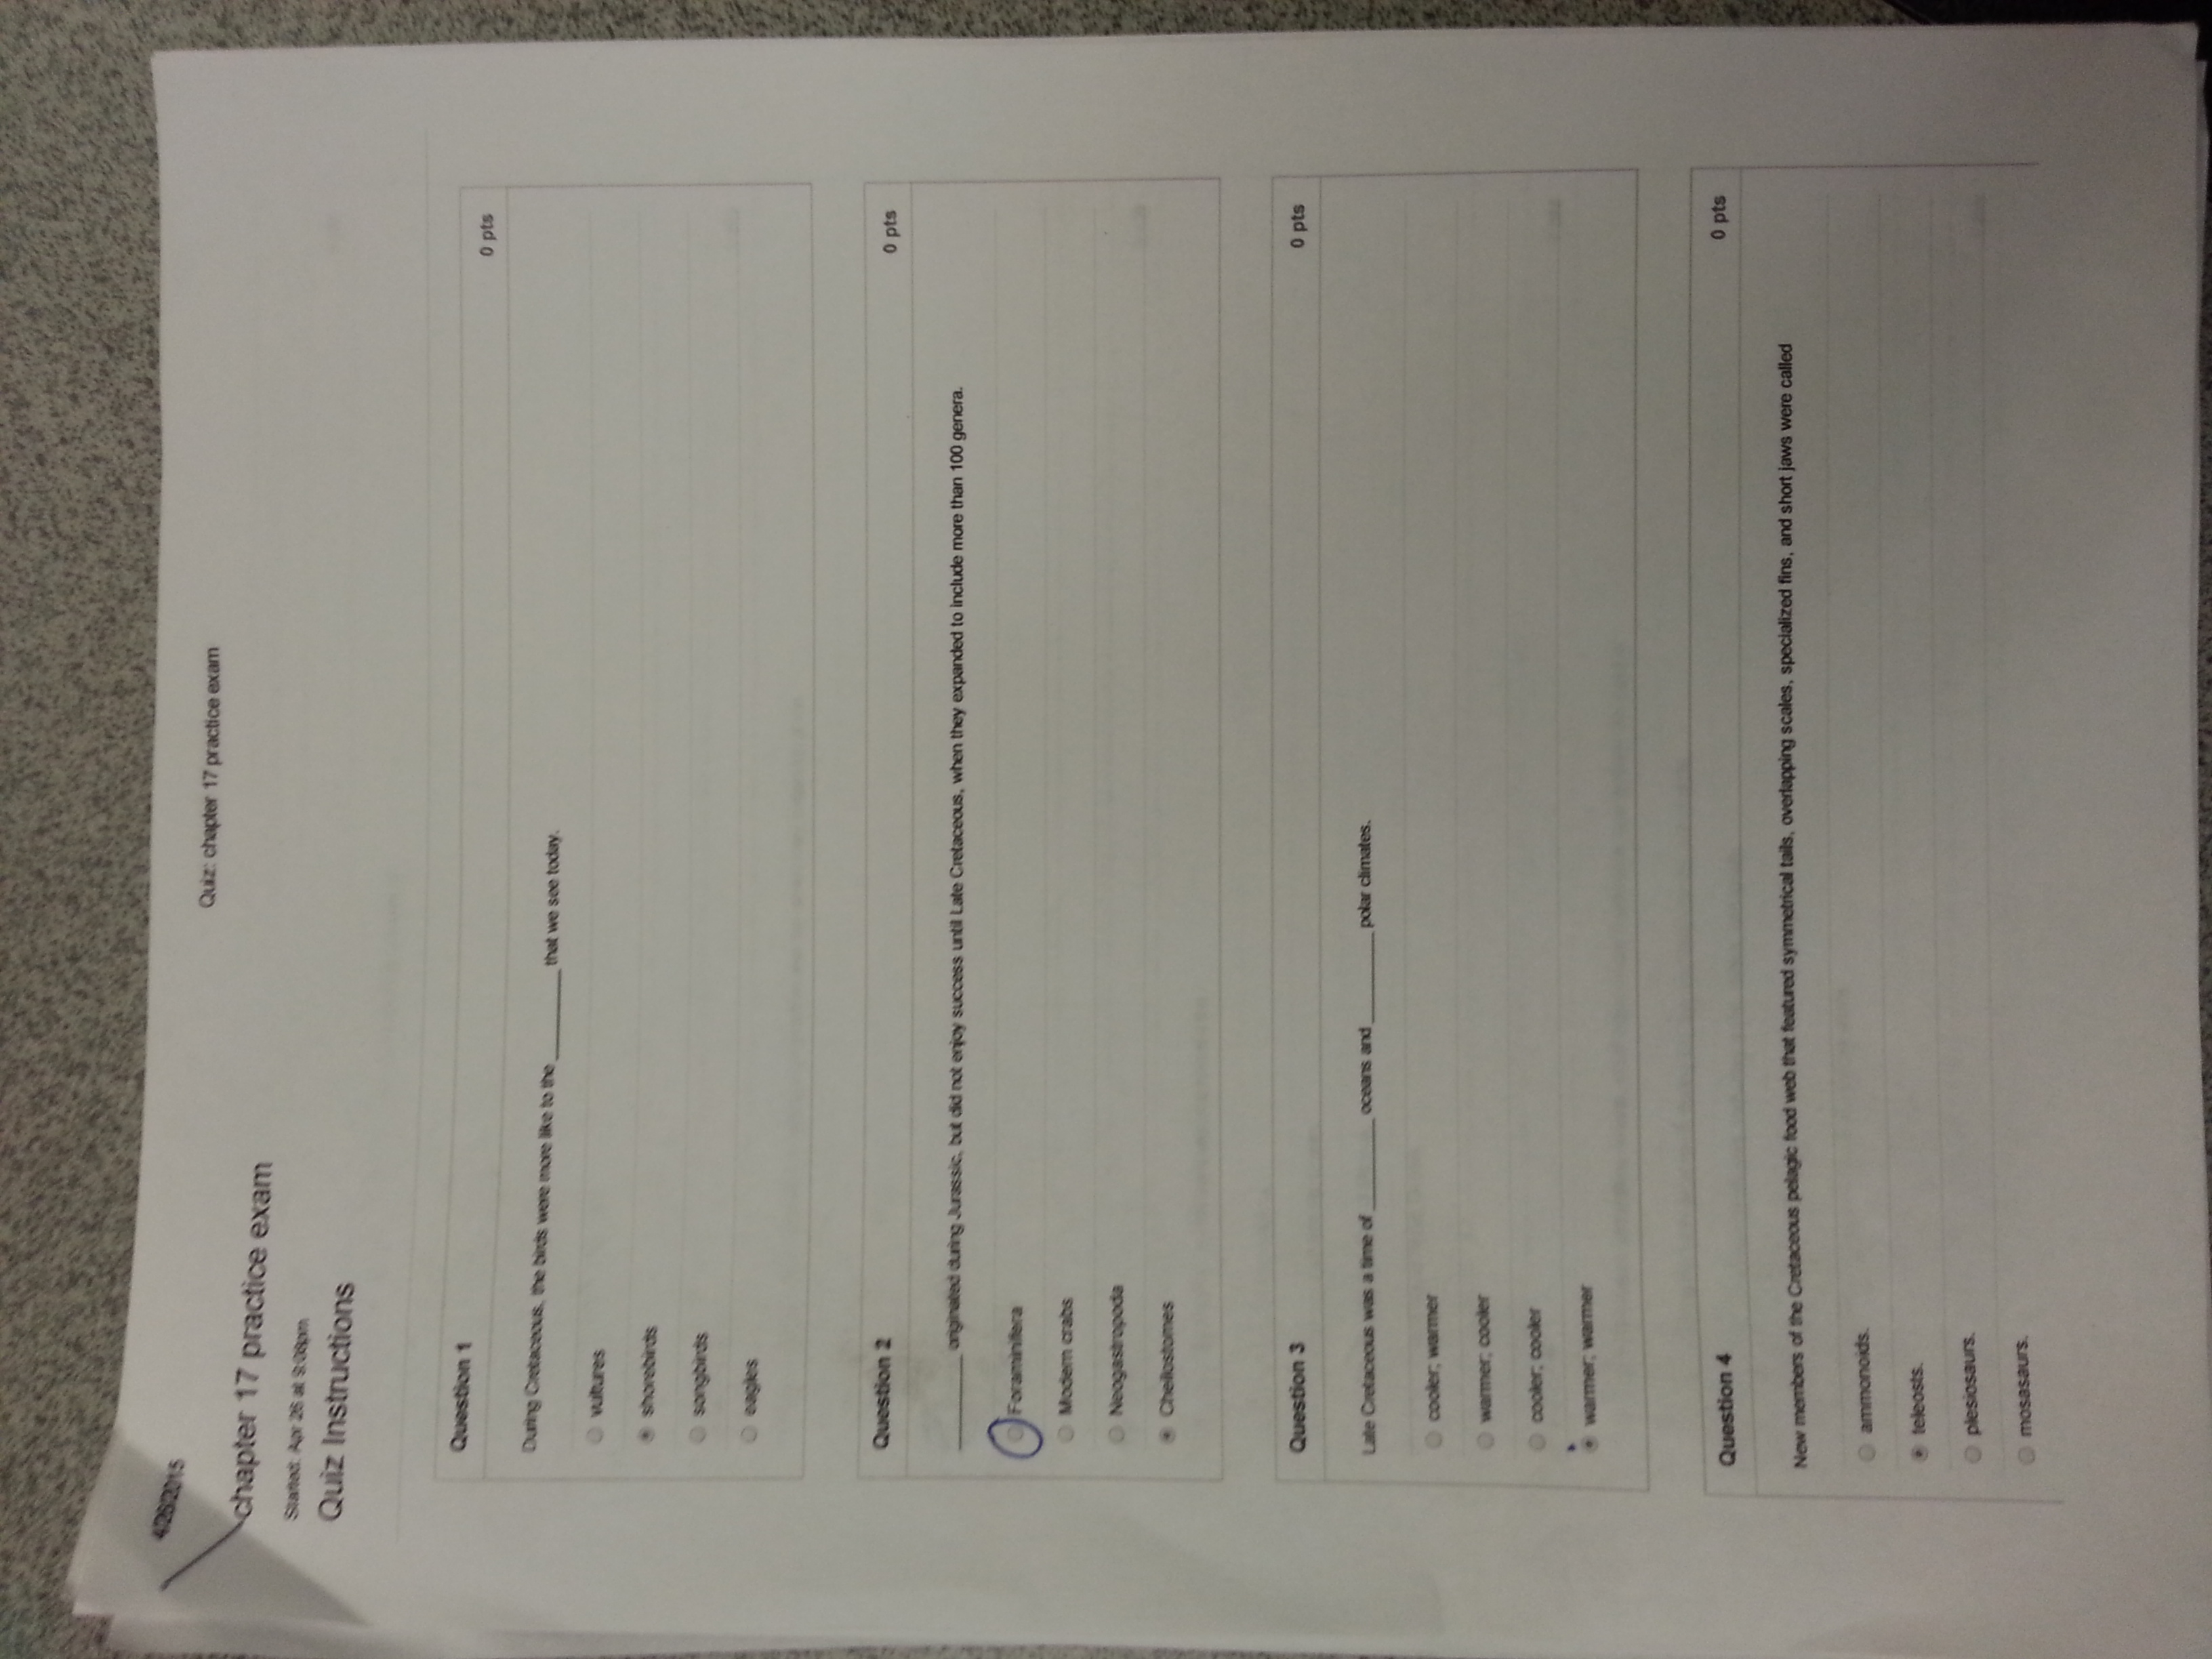 4/28/2015
Quiz: chapter 17 practice exam
chapter 17 practice exam
Started: Apr 26 at 9:08pm
Quiz Instructions
Question 1 0 pts
During Cretaceous, the birds were more like to the ________ that we see today.
vultures
shorebirds
songbirds
eagles
Question 2 0 pts
________ originated during Jurassic, but did not enjoy success until Late Cretaceous, when they expanded to include more than 100 genera.
Foraminifera
Modern crabs
Neogastropoda
Cheilostomes
Question 3 0 pts
Late Cretaceous was a time of ________ oceans and ________ polar climates.
cooler; warmer
warmer; cooler
cooler; cooler
warmer; warmer
Question 4 0 pts
New members of the Cretaceous pelagic food web that featured symmetrical tails, overlapping scales, specialized fins, and short jaws were called
ammonoids.
teleosts.
plesiosaurs.
mosasaurs.